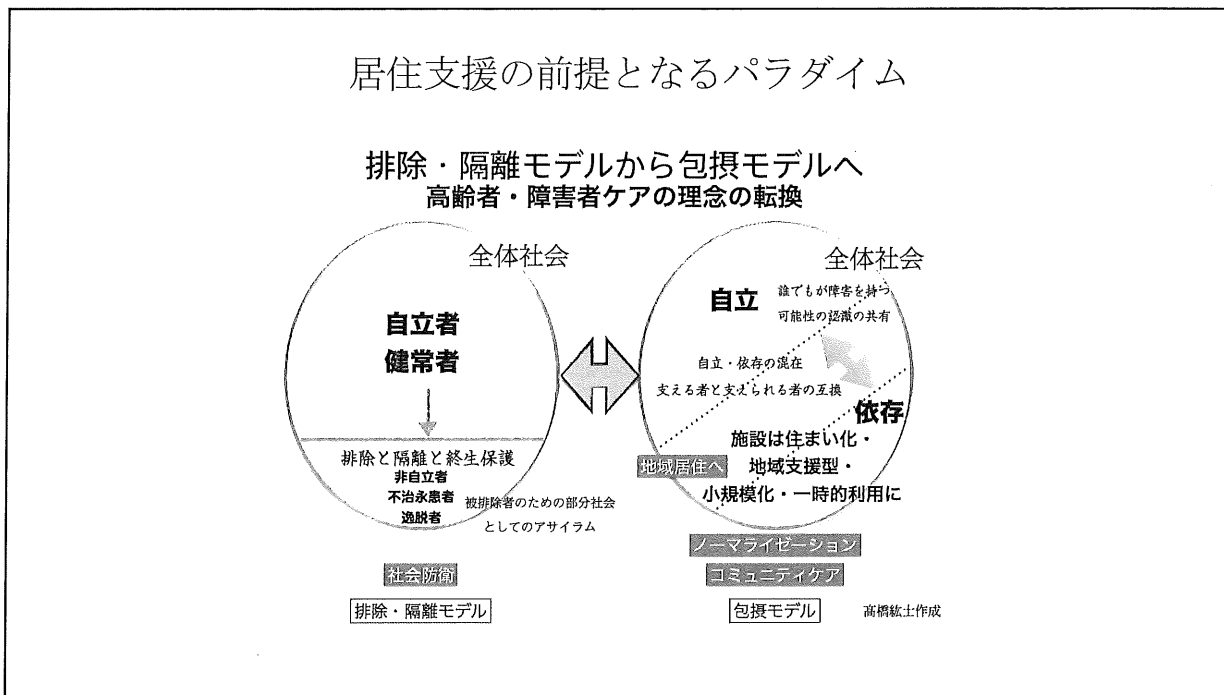 居住支援の前提となるパラダイム
排除・隔離モデルから包摂モデルへ
高齢者・障害者ケアの理念の転換
全体社会
自立者
健常者
排除と隔離と終生保護
非自立者
不治永患者
逸脱者
被排除者のための部分社会
としてのアサイラム
社会防衛
排除・隔離モデル
全体社会
自立
誰でもが障害を持つ
可能性の認識の共有
自立・依存の混在
支える者と支えられる者の互換
依存
施設は住まい化・
地域支援型・
小規模化・一時的利用に
地域居住へ
ノーマライゼーション
コミュニティケア
包摂モデル
髙橋紘士作成